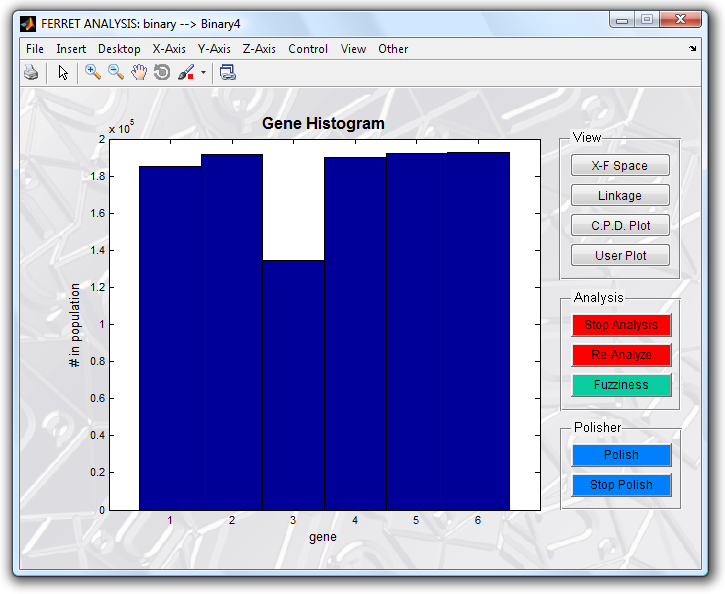 FERRET ANALYSIS: binary --> Binary4
File Insert Desktop X-Axis Y-Axis Z-Axis Control View Other
Gene Histogram
x 10^5
2
1.8
1.6
1.4
1.2
1
0.8
0.6
0.4
0.2
0
# in population
1 2 3 4 5 6
gene
View
X-F Space
Linkage
C.P.D. Plot
User Plot
Analysis
Stop Analysis
Re-Analyze
Fuzziness
Polisher
Polish
Stop Polish